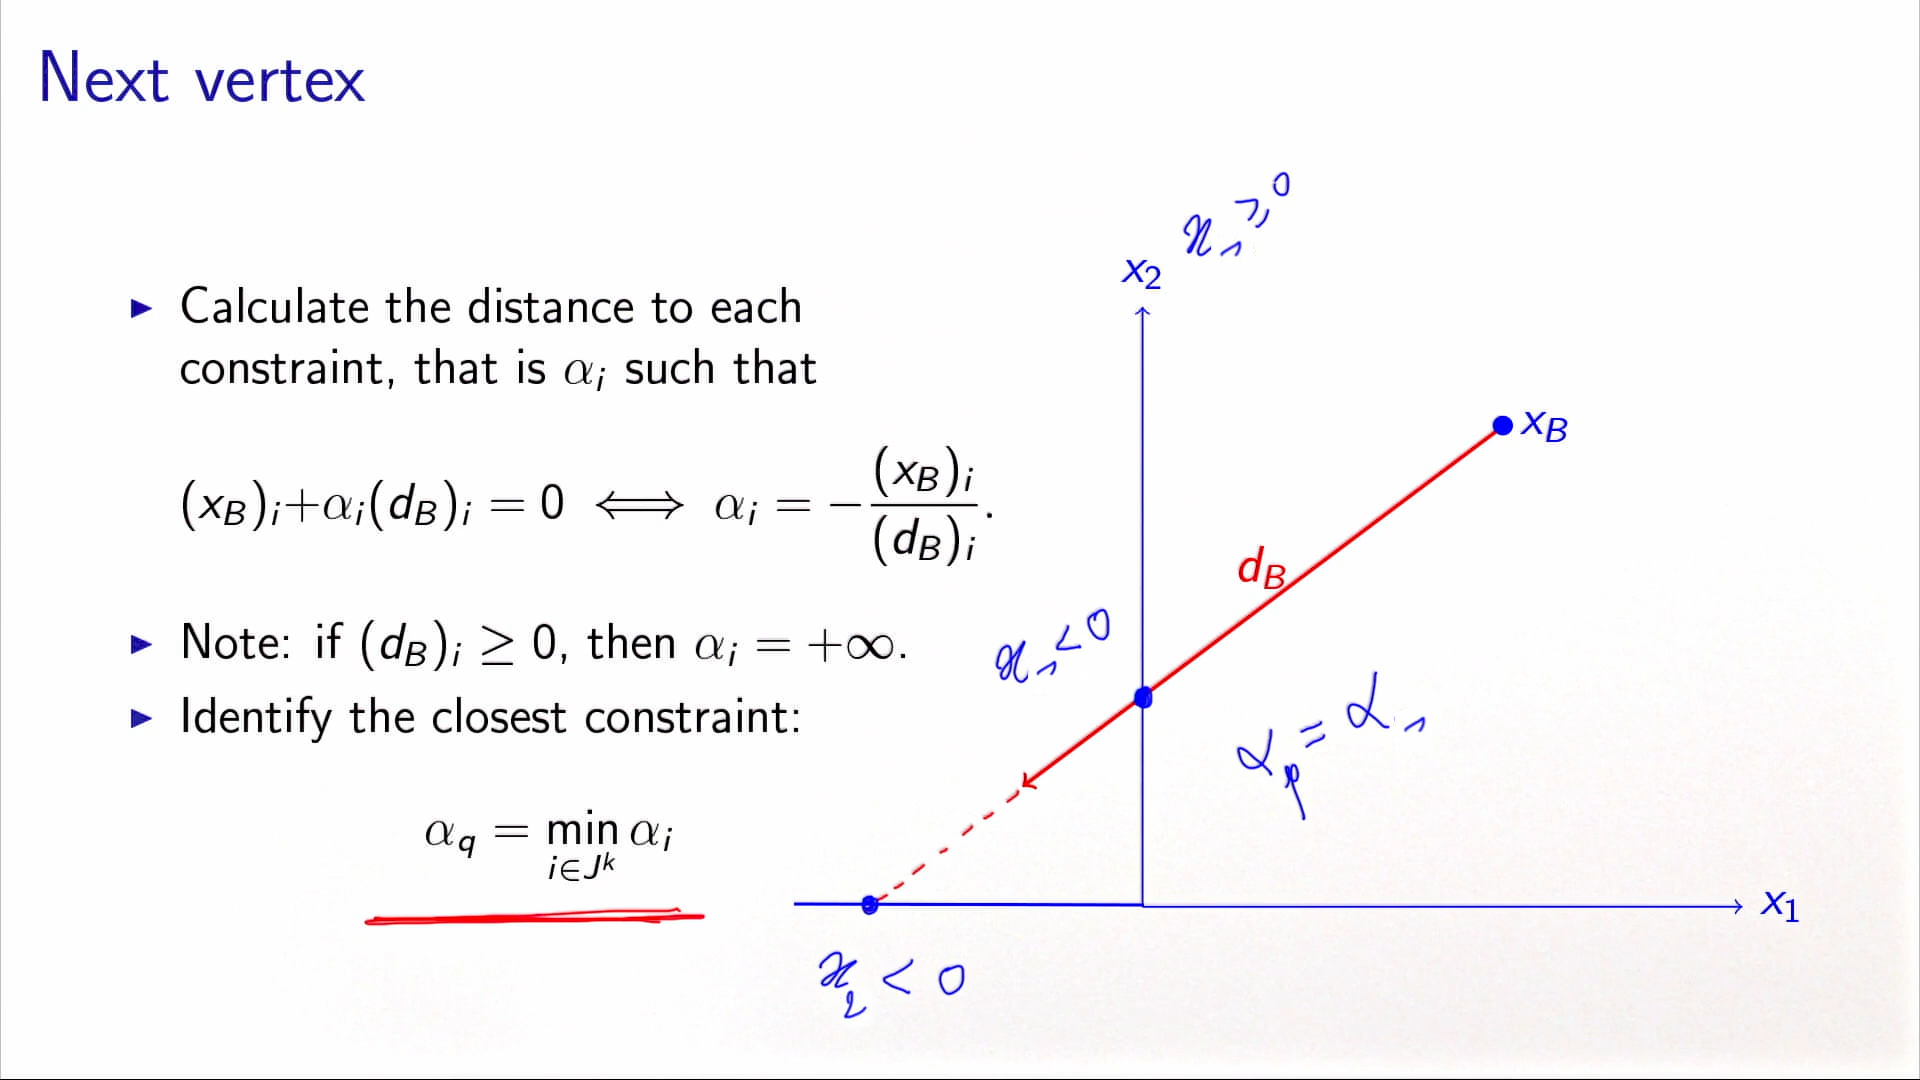 Next vertex
▶ Calculate the distance to each
constraint, that is αᵢ such that
(x_B)ᵢ+αᵢ(d_B)ᵢ = 0 ⟺ αᵢ = −(x_B)ᵢ/(d_B)ᵢ.
▶ Note: if (d_B)ᵢ ≥ 0, then αᵢ = +∞.
▶ Identify the closest constraint:
α_q = min_{i∈J^k} αᵢ
x₁ ≥ 0
x₂
x_B
d_B
x₁ < 0
α_p = α₁
x₁
x₂ < 0